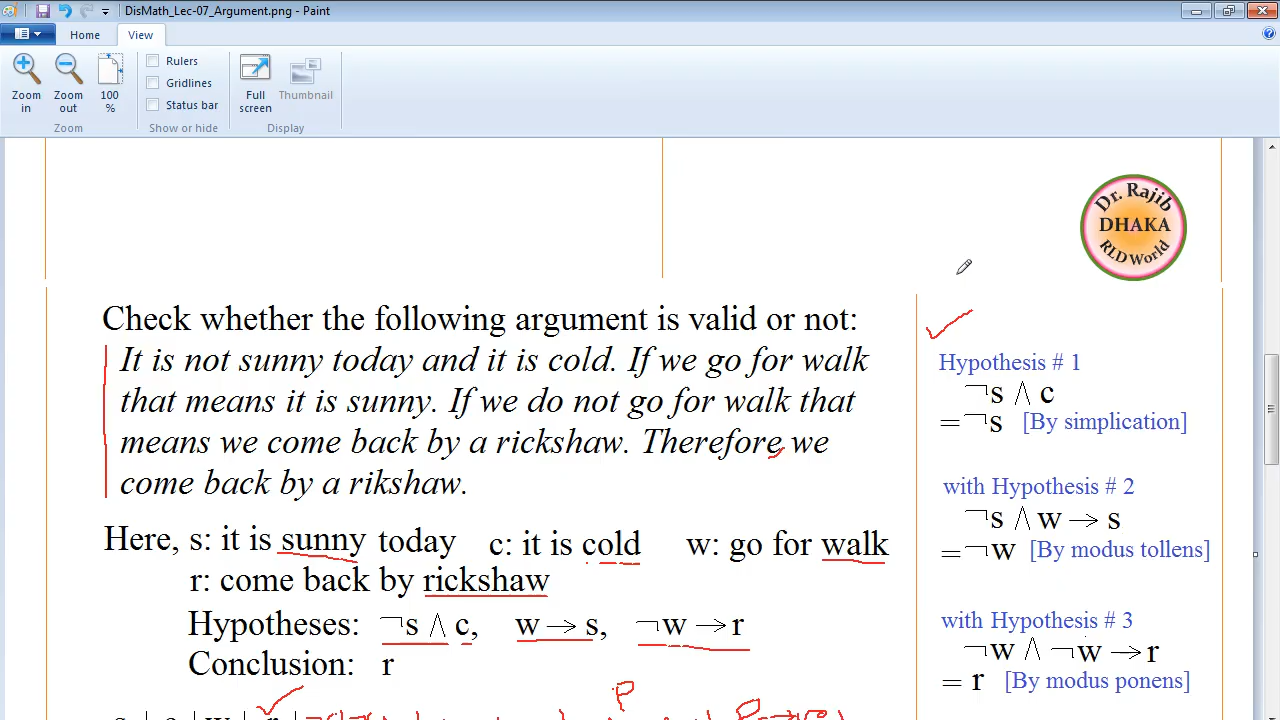 DisMath_Lec-07_Argument.png - Paint
Home View
Zoom in
Zoom out
100 %
Rulers
Gridlines
Status bar
Full screen
Thumbnail
Zoom
Show or hide
Display
Dr. Rajib
DHAKA
RLD World
Check whether the following argument is valid or not:
It is not sunny today and it is cold. If we go for walk
that means it is sunny. If we do not go for walk that
means we come back by a rickshaw. Therefore we
come back by a rikshaw.
Here, s: it is sunny today c: it is cold w: go for walk
r: come back by rickshaw
Hypotheses: ¬s ∧ c, w → s, ¬w → r
Conclusion: r
Hypothesis # 1
¬s ∧ c
= ¬s [By simplication]
with Hypothesis # 2
¬s ∧ w → s
= ¬w [By modus tollens]
with Hypothesis # 3
¬w ∧ ¬w → r
= r [By modus ponens]
P